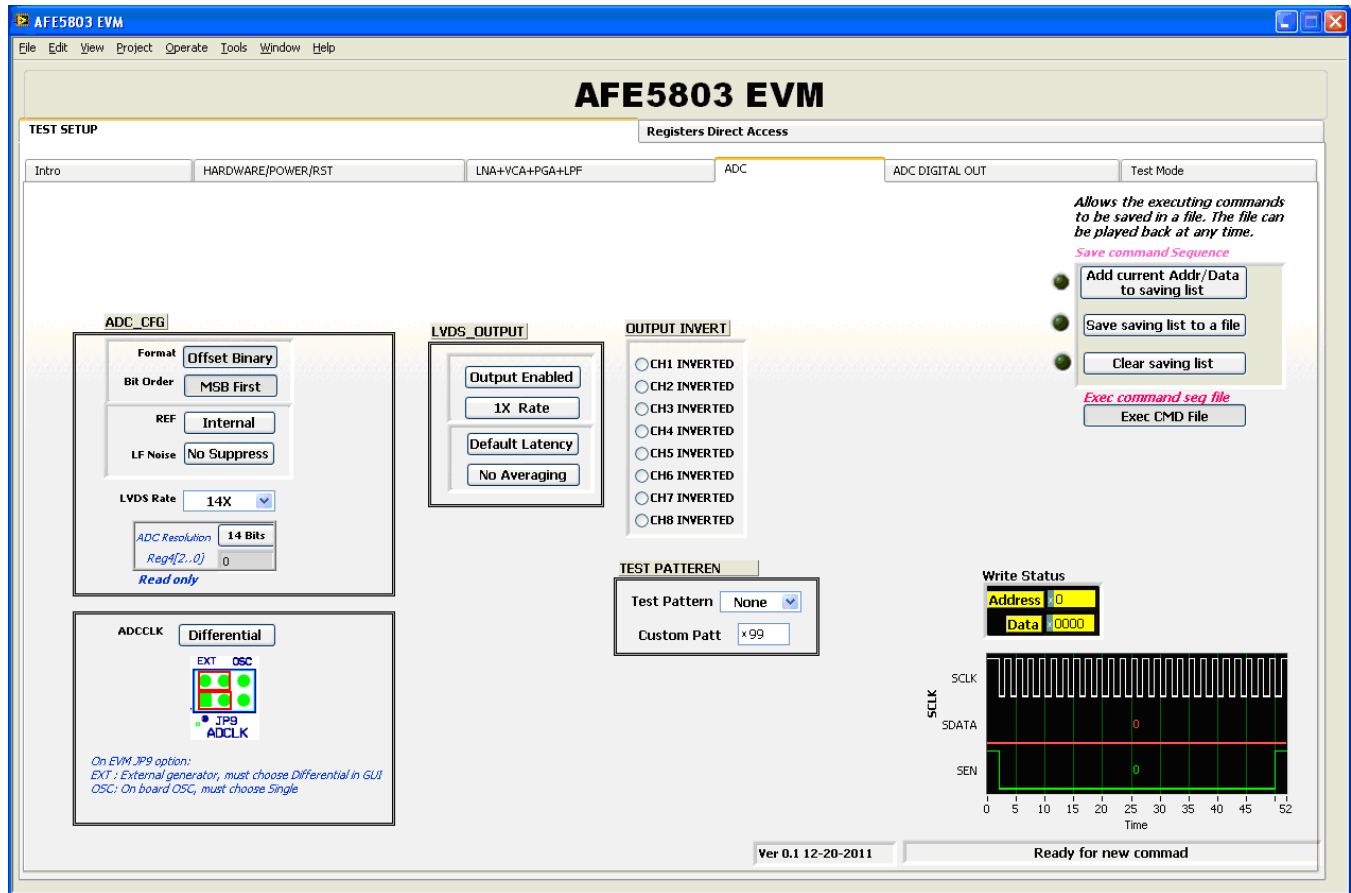 AFE5803 EVM
File Edit View Project Operate Tools Window Help
AFE5803 EVM
TEST SETUP
Registers Direct Access
Intro
HARDWARE/POWER/RST
LNA+VCA+PGA+LPF
ADC
ADC DIGITAL OUT
Test Mode
Allows the executing commands
to be saved in a file. The file can
be played back at any time.
Save command Sequence
Add current Addr/Data
to saving list
Save saving list to a file
Clear saving list
Exec command seq file
Exec CMD File
ADC_CFG
Format Offset Binary
Bit Order MSB First
REF Internal
LF Noise No Suppress
LVDS Rate 14X
ADC Resolution 14 Bits
Reg4[2..0] 0
Read only
LVDS_OUTPUT
Output Enabled
1X Rate
Default Latency
No Averaging
OUTPUT INVERT
CH1 INVERTED
CH2 INVERTED
CH3 INVERTED
CH4 INVERTED
CH5 INVERTED
CH6 INVERTED
CH7 INVERTED
CH8 INVERTED
TEST PATTEREN
Test Pattern None
Custom Patt x99
ADCCLK Differential
EXT OSC
JP9
ADCLK
On EVM JP9 option:
EXT : External generator, must choose Differential in GUI
OSC: On board OSC, must choose Single
Write Status
Address x0
Data x0000
SCLK
SCLK
SDATA 0
SEN 0
0 5 10 15 20 25 30 35 40 45 52
Time
Ver 0.1 12-20-2011
Ready for new commad